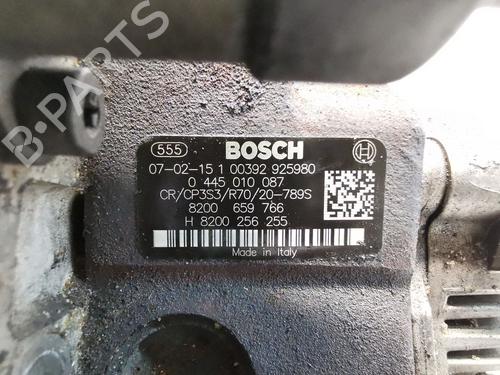 B-PARTS
555 BOSCH
07-02-15 1 00392 925980
0 445 010 087
CR/CP3S3/R70/20-789S
8200 659 766
H 8200 256 255
Made in Italy